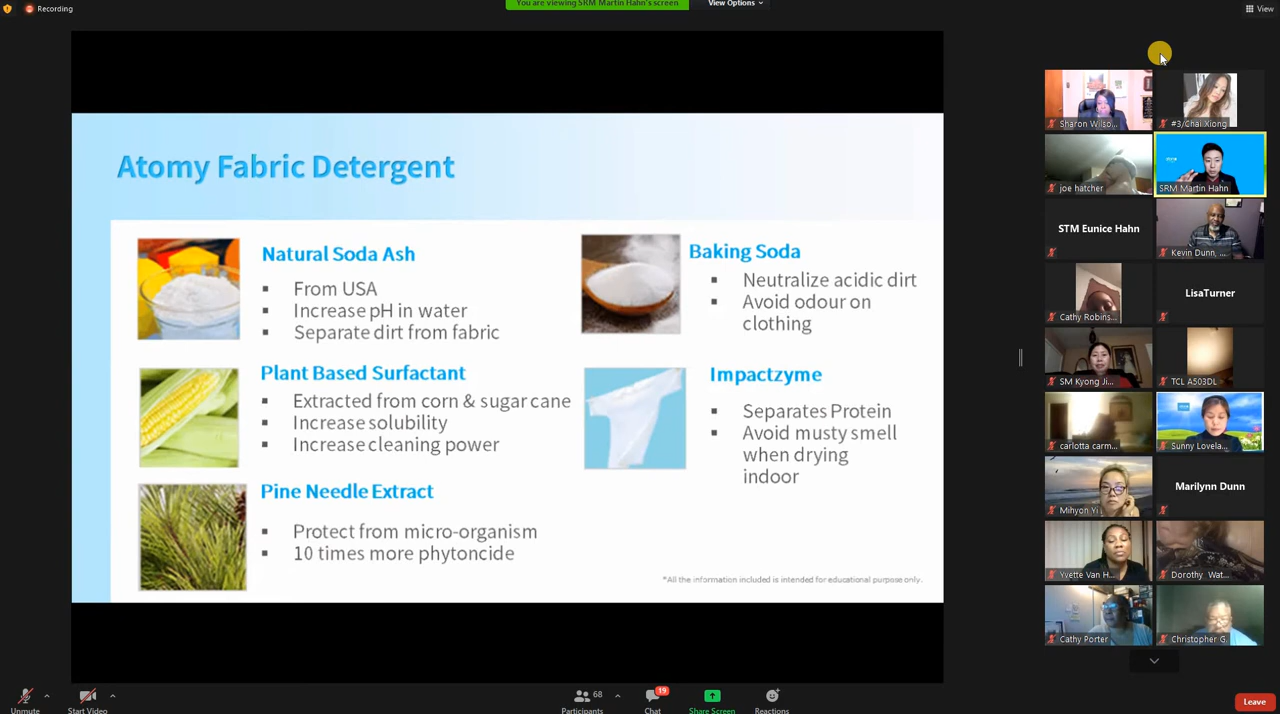 Recording
You are viewing SRM Martin Hahn's screen
View Options
View
Atomy Fabric Detergent
Natural Soda Ash
▪ From USA
▪ Increase pH in water
▪ Separate dirt from fabric
Baking Soda
▪ Neutralize acidic dirt
▪ Avoid odour on
clothing
Plant Based Surfactant
▪ Extracted from corn & sugar cane
▪ Increase solubility
▪ Increase cleaning power
Impactzyme
▪ Separates Protein
▪ Avoid musty smell
when drying
indoor
Pine Needle Extract
▪ Protect from micro-organism
▪ 10 times more phytoncide
*All the information included is intended for educational purpose only.
Sharon Wilso...
#3/Chai Xiong
joe hatcher
SRM Martin Hahn
STM Eunice Hahn
Kevin Dunn, ...
Cathy Robins...
LisaTurner
SM Kyong Ji...
TCL A503DL
carlotta carm...
Sunny Lovela...
Mihyon Yi
Marilynn Dunn
Yvette Van H...
Dorothy Wat...
Cathy Porter
Christopher G.
Unmute
Start Video
68
Participants
19
Chat
Share Screen
Reactions
Leave